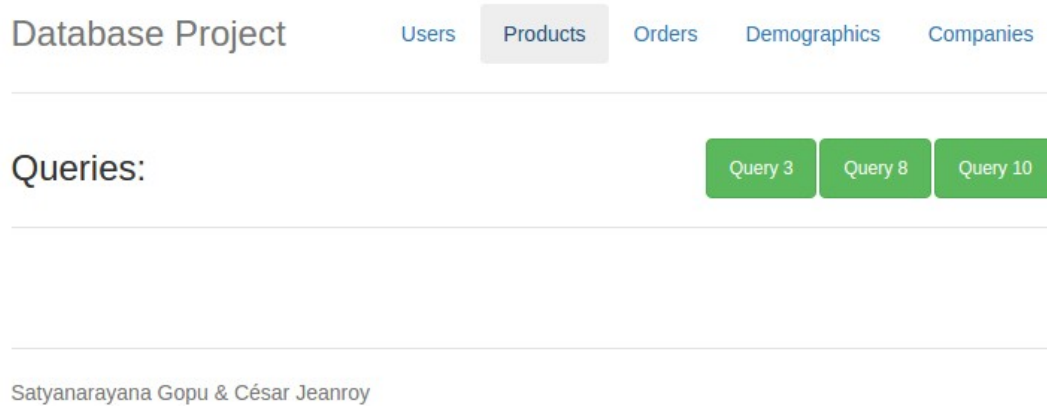 Database Project Users Products Orders Demographics Companies
Queries: Query 3 Query 8 Query 10
Satyanarayana Gopu & César Jeanroy